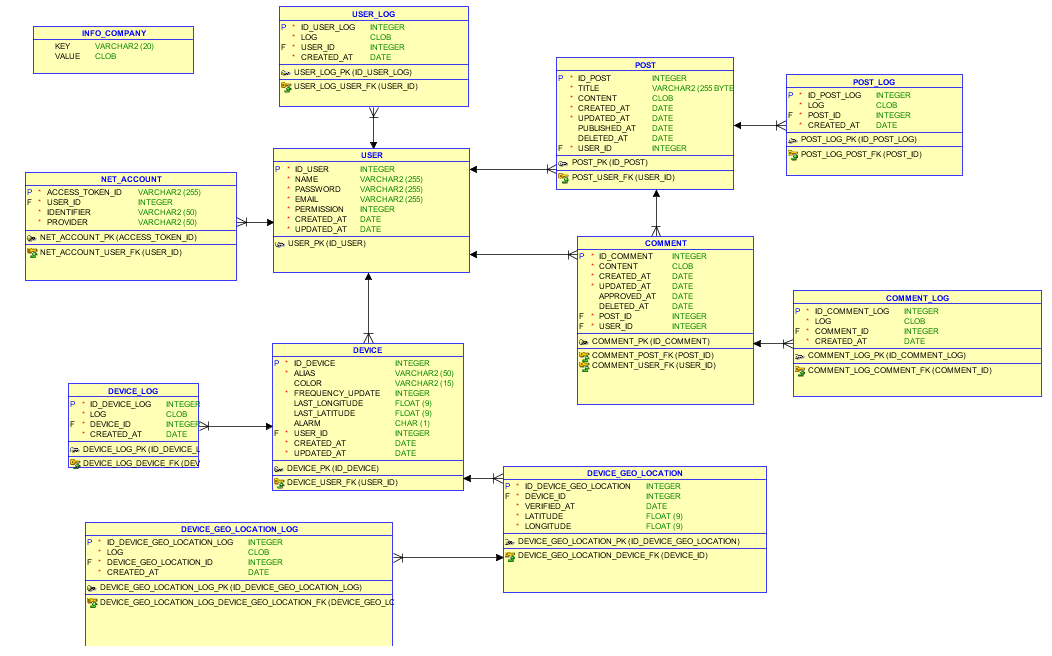 INFO_COMPANY
KEY VARCHAR2 (20)
VALUE CLOB
USER_LOG
P * ID_USER_LOG INTEGER
* LOG CLOB
F * USER_ID INTEGER
* CREATED_AT DATE
USER_LOG_PK (ID_USER_LOG)
USER_LOG_USER_FK (USER_ID)
POST
P * ID_POST INTEGER
* TITLE VARCHAR2 (255 BYTE
* CONTENT CLOB
* CREATED_AT DATE
* UPDATED_AT DATE
PUBLISHED_AT DATE
DELETED_AT DATE
F * USER_ID INTEGER
POST_PK (ID_POST)
POST_USER_FK (USER_ID)
POST_LOG
P * ID_POST_LOG INTEGER
* LOG CLOB
F * POST_ID INTEGER
* CREATED_AT DATE
POST_LOG_PK (ID_POST_LOG)
POST_LOG_POST_FK (POST_ID)
NET_ACCOUNT
P * ACCESS_TOKEN_ID VARCHAR2 (255)
F * USER_ID INTEGER
* IDENTIFIER VARCHAR2 (50)
* PROVIDER VARCHAR2 (50)
NET_ACCOUNT_PK (ACCESS_TOKEN_ID)
NET_ACCOUNT_USER_FK (USER_ID)
USER
P * ID_USER INTEGER
* NAME VARCHAR2 (255)
* PASSWORD VARCHAR2 (255)
* EMAIL VARCHAR2 (255)
* PERMISSION INTEGER
* CREATED_AT DATE
* UPDATED_AT DATE
USER_PK (ID_USER)
COMMENT
P * ID_COMMENT INTEGER
* CONTENT CLOB
* CREATED_AT DATE
* UPDATED_AT DATE
APPROVED_AT DATE
DELETED_AT DATE
F * POST_ID INTEGER
F * USER_ID INTEGER
COMMENT_PK (ID_COMMENT)
COMMENT_POST_FK (POST_ID)
COMMENT_USER_FK (USER_ID)
COMMENT_LOG
P * ID_COMMENT_LOG INTEGER
* LOG CLOB
F * COMMENT_ID INTEGER
* CREATED_AT DATE
COMMENT_LOG_PK (ID_COMMENT_LOG)
COMMENT_LOG_COMMENT_FK (COMMENT_ID)
DEVICE
P * ID_DEVICE INTEGER
* ALIAS VARCHAR2 (50)
COLOR VARCHAR2 (15)
* FREQUENCY_UPDATE INTEGER
LAST_LONGITUDE FLOAT (9)
LAST_LATITUDE FLOAT (9)
ALARM CHAR (1)
F * USER_ID INTEGER
* CREATED_AT DATE
* UPDATED_AT DATE
DEVICE_PK (ID_DEVICE)
DEVICE_USER_FK (USER_ID)
DEVICE_LOG
P * ID_DEVICE_LOG INTEGER
* LOG CLOB
F * DEVICE_ID INTEGER
* CREATED_AT DATE
DEVICE_LOG_PK (ID_DEVICE_L
DEVICE_LOG_DEVICE_FK (DEV
DEVICE_GEO_LOCATION
P * ID_DEVICE_GEO_LOCATION INTEGER
F * DEVICE_ID INTEGER
* VERIFIED_AT DATE
* LATITUDE FLOAT (9)
* LONGITUDE FLOAT (9)
DEVICE_GEO_LOCATION_PK (ID_DEVICE_GEO_LOCATION)
DEVICE_GEO_LOCATION_DEVICE_FK (DEVICE_ID)
DEVICE_GEO_LOCATION_LOG
P * ID_DEVICE_GEO_LOCATION_LOG INTEGER
* LOG CLOB
F * DEVICE_GEO_LOCATION_ID INTEGER
* CREATED_AT DATE
DEVICE_GEO_LOCATION_LOG_PK (ID_DEVICE_GEO_LOCATION_LOG)
DEVICE_GEO_LOCATION_LOG_DEVICE_GEO_LOCATION_FK (DEVICE_GEO_LC